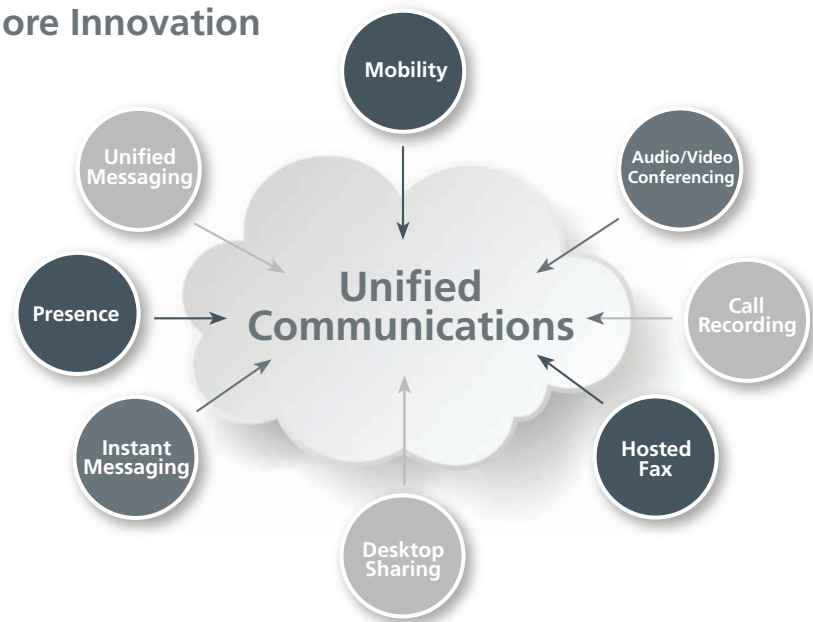 ore Innovation
Mobility
Unified
Messaging
Audio/Video
Conferencing
Presence
Unified
Communications
Call
Recording
Instant
Messaging
Hosted
Fax
Desktop
Sharing